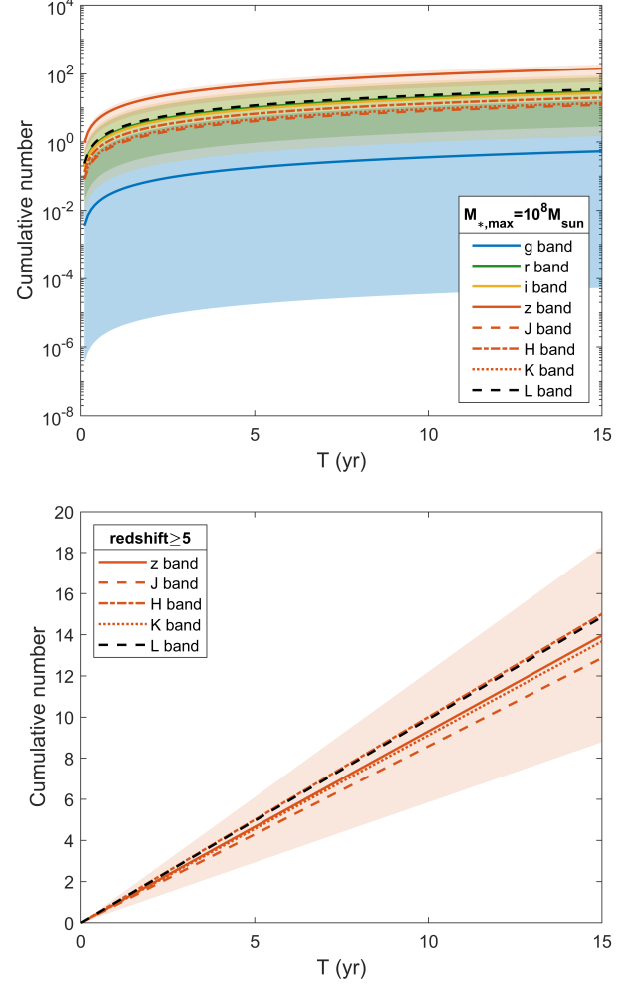 10^4
10^2
10^0
10^-2
10^-4
10^-6
10^-8
Cumulative number
0
5
10
15
T (yr)
M_*,max=10^8M_sun
g band
r band
i band
z band
J band
H band
K band
L band
20
18
16
14
12
10
8
6
4
2
0
Cumulative number
0
5
10
15
T (yr)
redshift≥5
z band
J band
H band
K band
L band